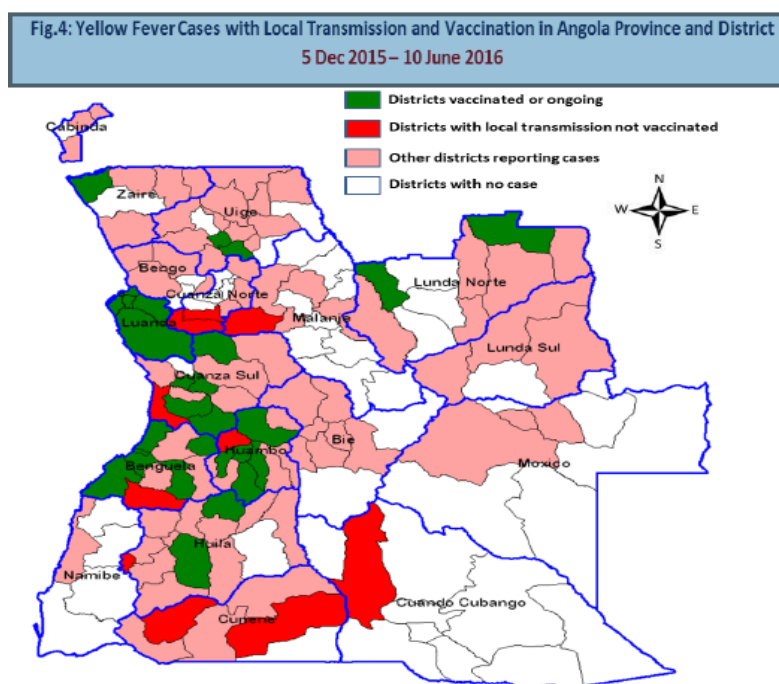 Fig.4: Yellow Fever Cases with Local Transmission and Vaccination in Angola Province and District
5 Dec 2015 – 10 June 2016
Districts vaccinated or ongoing
Districts with local transmission not vaccinated
Other districts reporting cases
Districts with no case
N
W E
S
Cabinda
Zaire
Uige
Bengo
Cuanza Norte
Lunda Norte
Luanda
Malanje
Lunda Sul
Cuanza Sul
Bie
Huambo
Benguela
Moxico
Huila
Namibe
Cuando Cubango
Cunene